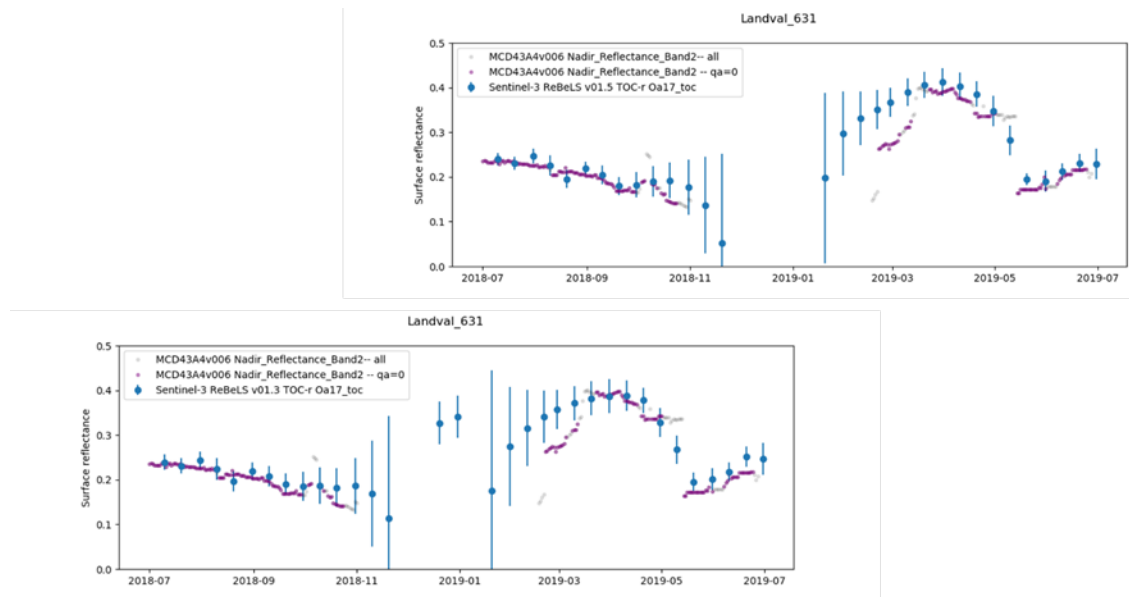 Landval_631
0.5
0.4
0.3
0.2
0.1
0.0
Surface reflectance
MCD43A4v006 Nadir_Reflectance_Band2-- all
MCD43A4v006 Nadir_Reflectance_Band2 -- qa=0
Sentinel-3 ReBeLS v01.5 TOC-r Oa17_toc
2018-07 2018-09 2018-11 2019-01 2019-03 2019-05 2019-07
Landval_631
0.5
0.4
0.3
0.2
0.1
0.0
Surface reflectance
MCD43A4v006 Nadir_Reflectance_Band2-- all
MCD43A4v006 Nadir_Reflectance_Band2 -- qa=0
Sentinel-3 ReBeLS v01.3 TOC-r Oa17_toc
2018-07 2018-09 2018-11 2019-01 2019-03 2019-05 2019-07